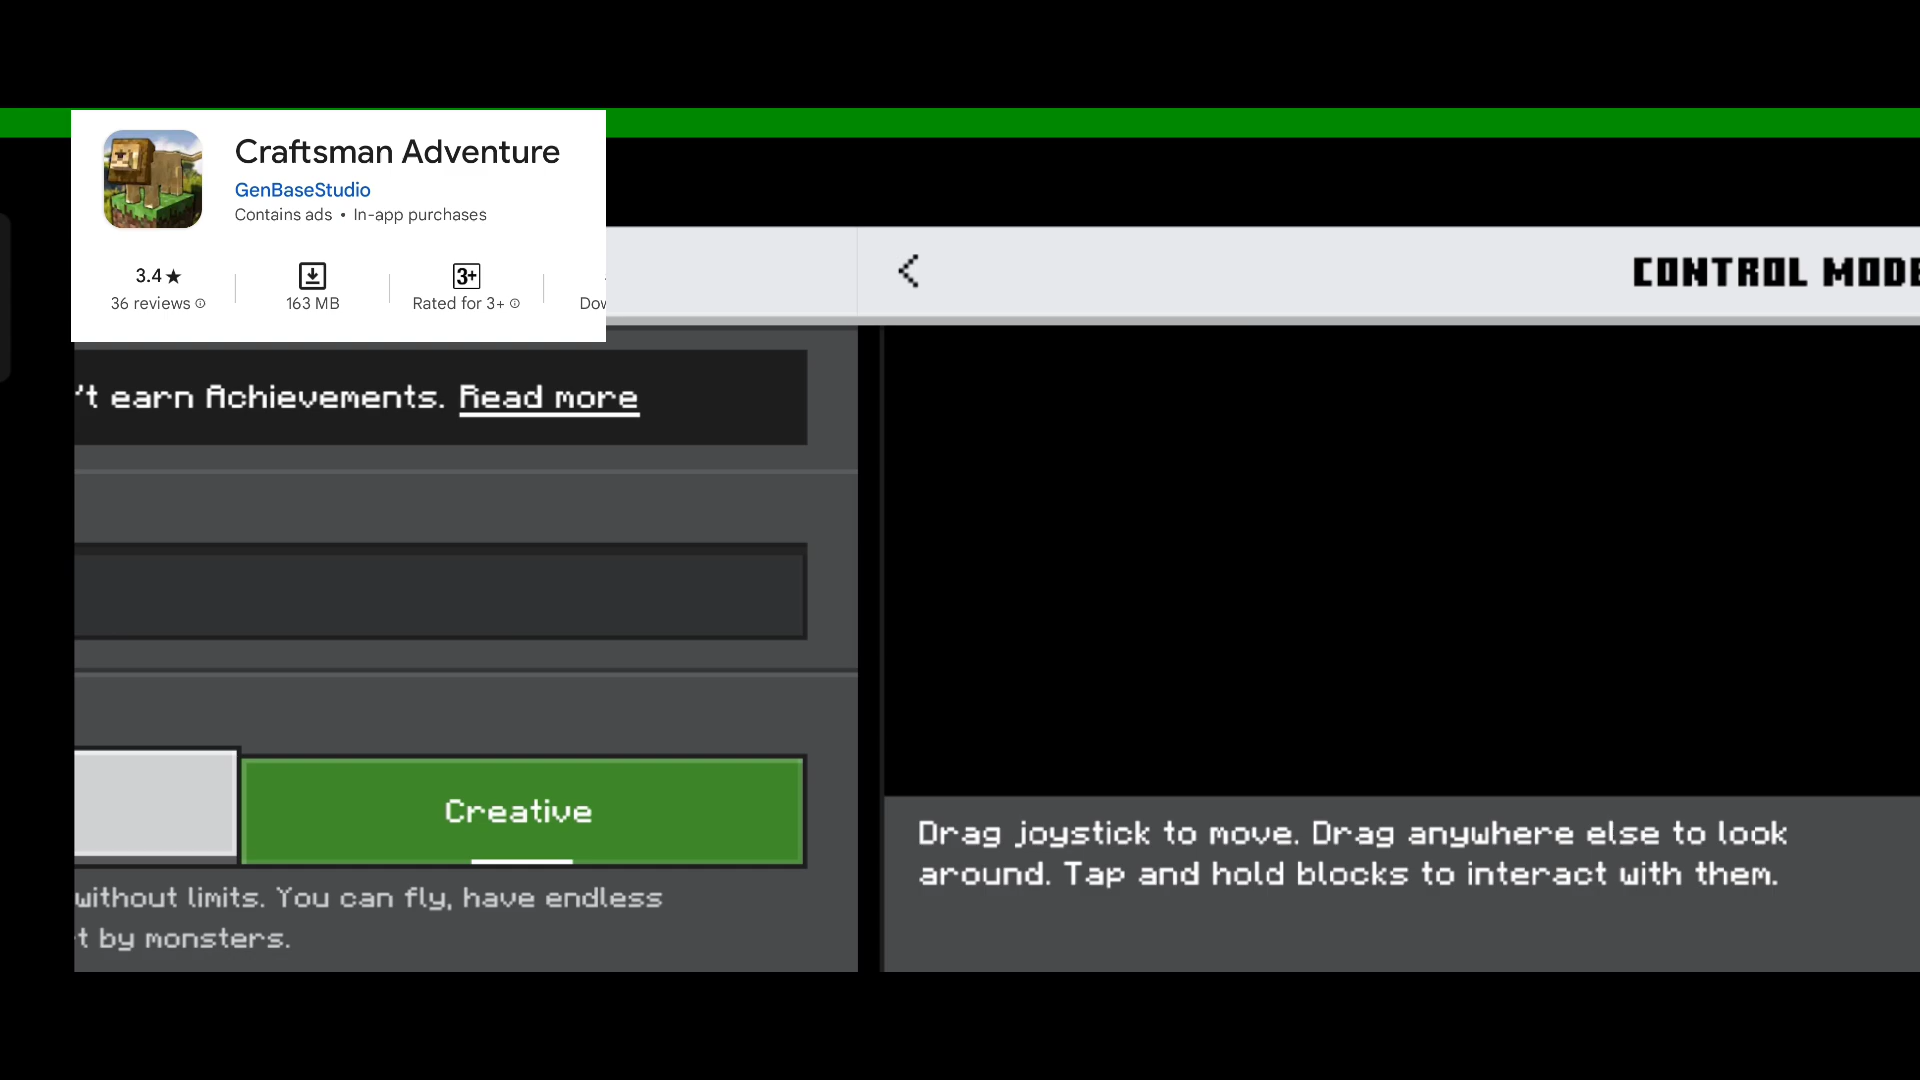 Craftsman Adventure
GenBaseStudio
Contains ads • In-app purchases
3.4★
3+
36 reviews
163 MB
Rated for 3+
Dow
CONTROL MODE
't earn Achievements. Read more
Creative
without limits. You can fly, have endless
t by monsters.
Drag joystick to move. Drag anywhere else to look
around. Tap and hold blocks to interact with them.